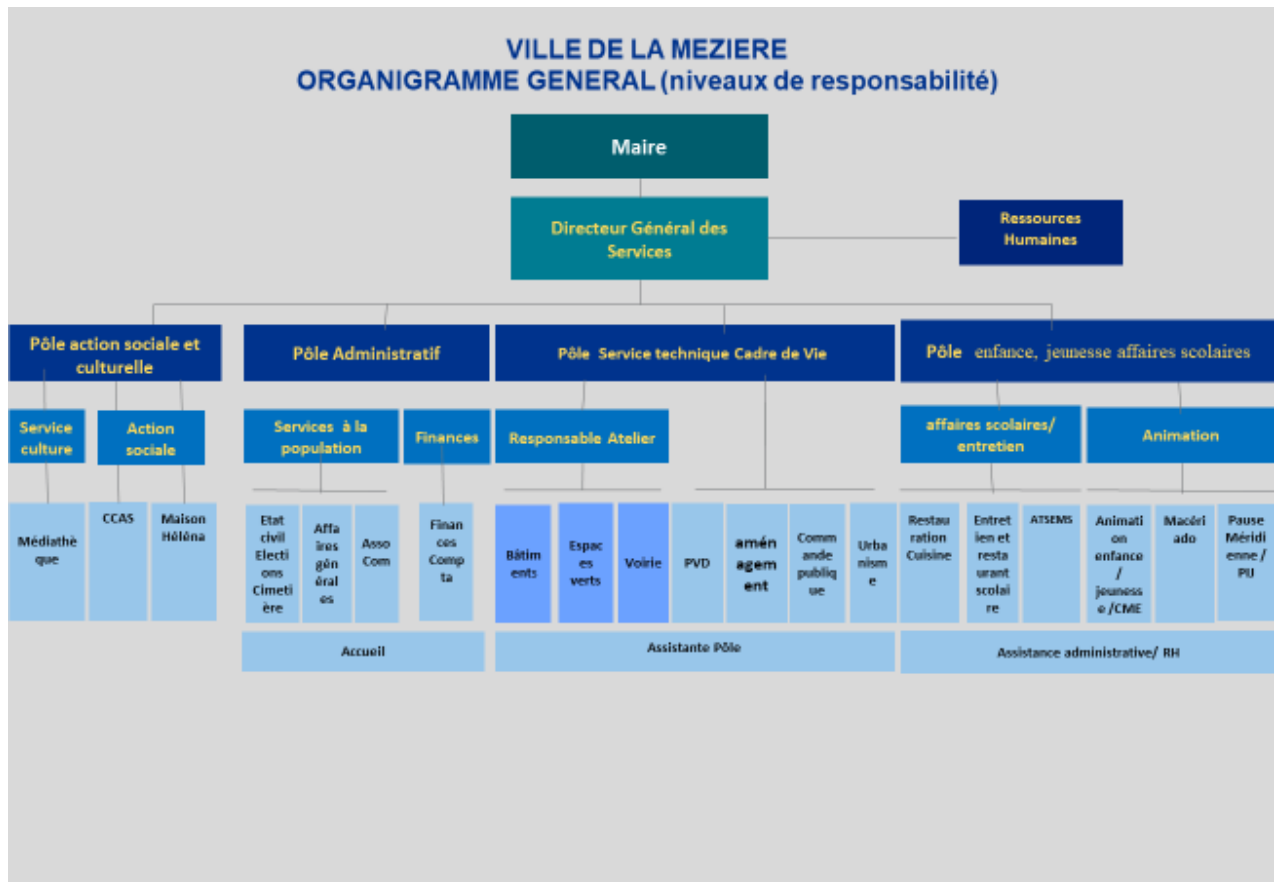 VILLE DE LA MEZIERE
ORGANIGRAMME GENERAL (niveaux de responsabilité)
Maire
Directeur Général des
Services
Ressources
Humaines
Pôle action sociale et
culturelle
Pôle Administratif
Pôle Service technique Cadre de Vie
Pôle enfance, jeunesse affaires scolaires
Service
culture
Action
sociale
Services à la
population
Finances
Responsable Atelier
affaires scolaires/
entretien
Animation
Médiathè
que
CCAS
Maison
Héléna
Etat
civil
Electi
ons
Cimeti
ère
Affa
ires
gén
éral
es
Asso
Com
Finan
ces
Comp
ta
Bâtim
ents
Espac
es
verts
Voirie
PVD
amén
agem
ent
Comm
ande
publiq
ue
Urba
nism
e
Restau
ration
Cuisine
Entret
ien et
resta
urant
scolai
re
ATSEMS
Animati
on
enfance
/
jeuness
e /CME
Macéri
ado
Pause
Méridi
enne /
PIJ
Accueil
Assistante Pôle
Assistance administrative/ RH